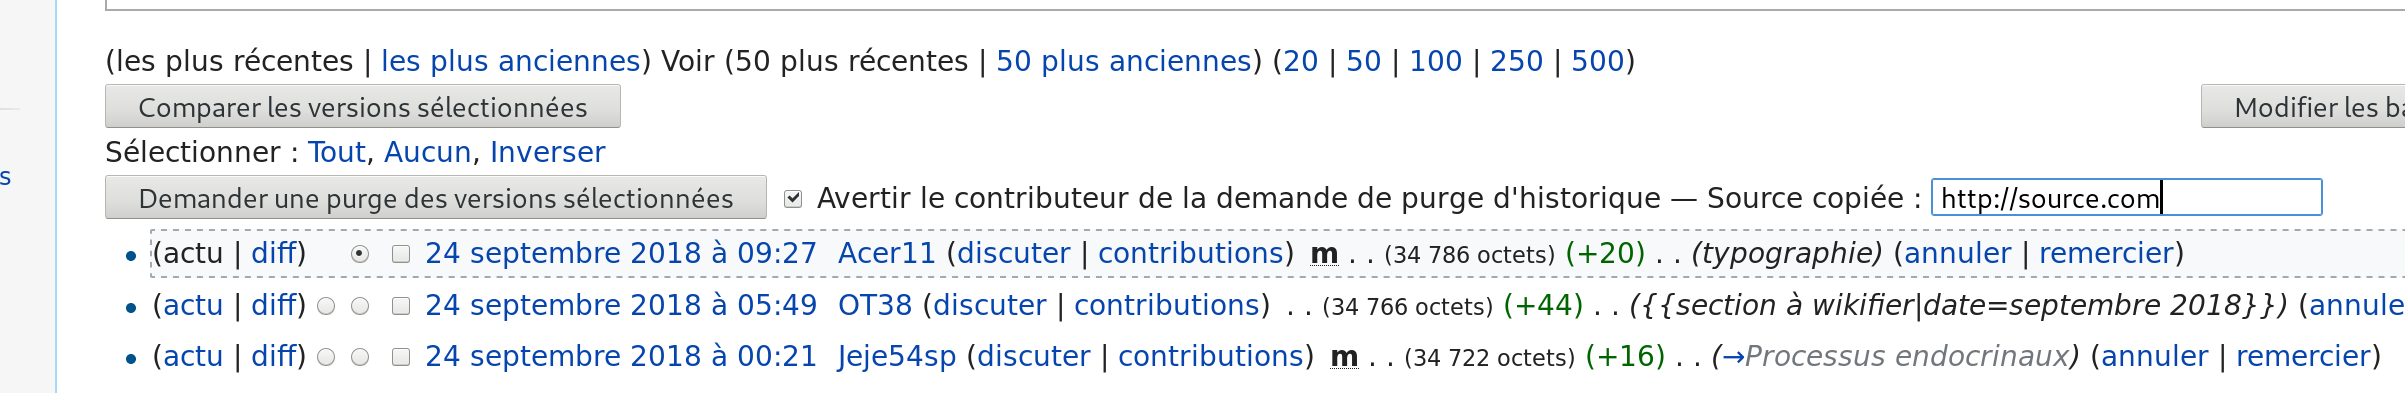 (les plus récentes | les plus anciennes) Voir (50 plus récentes | 50 plus anciennes) (20 | 50 | 100 | 250 | 500)
Comparer les versions sélectionnées Modifier les
Sélectionner : Tout, Aucun, Inverser
s
Demander une purge des versions sélectionnées Avertir le contributeur de la demande de purge d'historique — Source copiée : http://source.com
• (actu | diff) 24 septembre 2018 à 09:27 Acer11 (discuter | contributions) m . . (34 786 octets) (+20) . . (typographie) (annuler | remercier)
• (actu | diff) 24 septembre 2018 à 05:49 OT38 (discuter | contributions) . . (34 766 octets) (+44) . . ({{section à wikifier|date=septembre 2018}}) (annule
• (actu | diff) 24 septembre 2018 à 00:21 Jeje54sp (discuter | contributions) m . . (34 722 octets) (+16) . . (→Processus endocrinaux) (annuler | remercier)